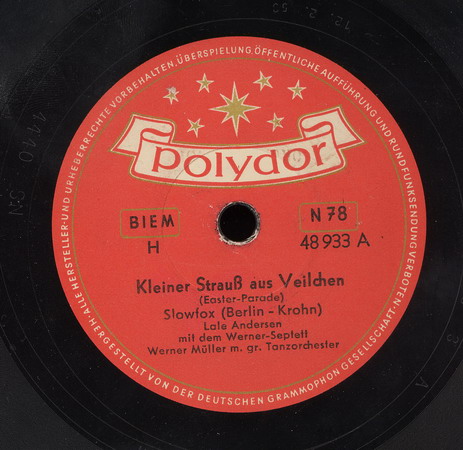 ALLE HERSTELLER- UND URHEBERRECHTE VORBEHALTEN, ÜBERSPIELUNG, ÖFFENTLICHE AUFFÜHRUNG UND RUNDFUNKSENDUNG VERBOTEN.
Polydor
BIEM
N 78
H
48 933 A
Kleiner Strauß aus Veilchen
(Easter-Parade)
Slowfox (Berlin - Krohn)
Lale Andersen
mit dem Werner-Septett
Werner Müller m. gr. Tanzorchester
HERGESTELLT VON DER DEUTSCHEN GRAMMOPHON GESELLSCHAFT